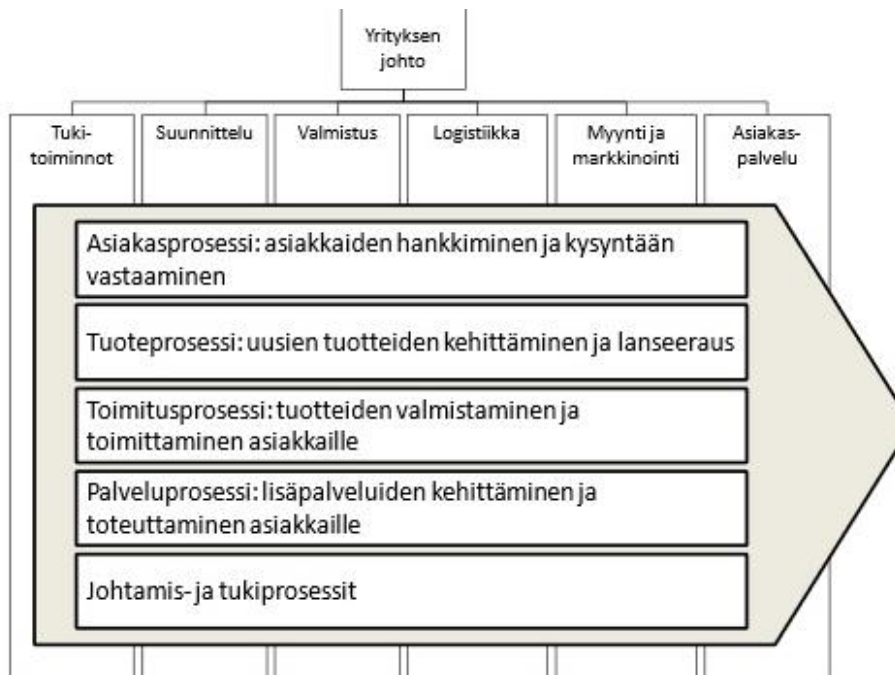 Yrityksen
johto
Tuki-
toiminnot
Suunnittelu
Valmistus
Logistiikka
Myynti ja
markkinointi
Asiakas-
palvelu
Asiakasprosessi: asiakkaiden hankkiminen ja kysyntään
vastaaminen
Tuoteprosessi: uusien tuotteiden kehittäminen ja lanseeraus
Toimitusprosessi: tuotteiden valmistaminen ja
toimittaminen asiakkaille
Palveluprosessi: lisäpalveluiden kehittäminen ja
toteuttaminen asiakkaille
Johtamis- ja tukiprosessit